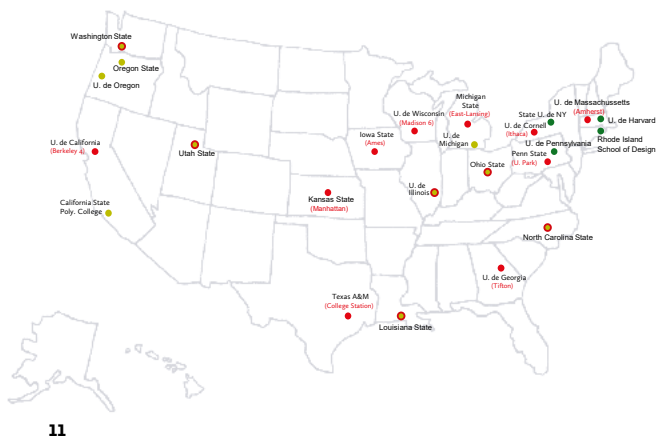 Washington State
Oregon State
U. de Oregon
U. de California
(Berkeley 4)
Utah State
California State
Poly. College
Kansas State
(Manhattan)
Iowa State
(Ames)
U. de Wisconsin
(Madison 6)
Michigan
State
(East-Lansing)
U. de
Michigan
U. de
Illinois
Ohio State
State U. de NY
U. de Cornell
(Ithaca)
U. de Massachussetts
(Amherst)
U, de Harvard
Rhode Island
School of Design
U. de Pennsylvania
Penn State
(U. Park)
North Carolina State
U. de Georgia
(Tifton)
Texas A&M
(College Station)
Louisiana State
11